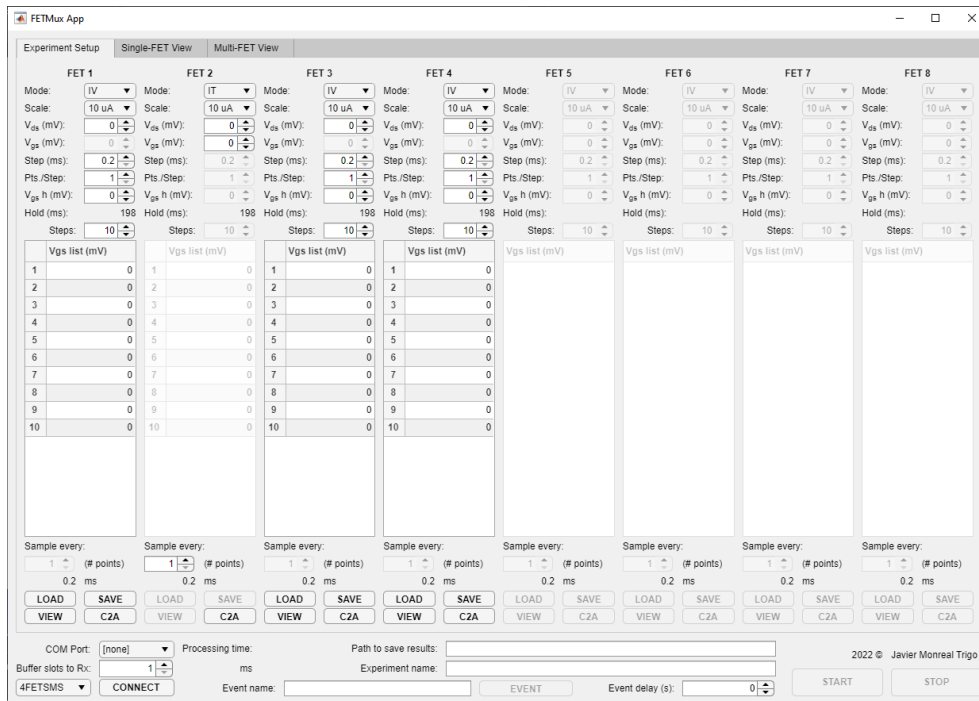 FETMux App
Experiment Setup Single-FET View Multi-FET View
FET 1 FET 2 FET 3 FET 4 FET 5 FET 6 FET 7 FET 8
Mode: IV Mode: IT Mode: IV Mode: IV Mode: IV Mode: IV Mode: IV Mode: IV
Scale: 10 uA Scale: 10 uA Scale: 10 uA Scale: 10 uA Scale: 10 uA Scale: 10 uA Scale: 10 uA Scale: 10 uA
Vds (mV): 0 Vds (mV): 0 Vds (mV): 0 Vds (mV): 0 Vds (mV): 0 Vds (mV): 0 Vds (mV): 0 Vds (mV): 0
Vgs (mV): 0 Vgs (mV): 0 Vgs (mV): 0 Vgs (mV): 0 Vgs (mV): 0 Vgs (mV): 0 Vgs (mV): 0 Vgs (mV): 0
Step (ms): 0.2 Step (ms): 0.2 Step (ms): 0.2 Step (ms): 0.2 Step (ms): 0.2 Step (ms): 0.2 Step (ms): 0.2 Step (ms): 0.2
Pts./Step: 1 Pts./Step: 1 Pts./Step: 1 Pts./Step: 1 Pts./Step: 1 Pts./Step: 1 Pts./Step: 1 Pts./Step: 1
Vgs h (mV): 0 Vgs h (mV): 0 Vgs h (mV): 0 Vgs h (mV): 0 Vgs h (mV): 0 Vgs h (mV): 0 Vgs h (mV): 0 Vgs h (mV): 0
Hold (ms): 198 Hold (ms): 198 Hold (ms): 198 Hold (ms): 198 Hold (ms): Hold (ms): Hold (ms): Hold (ms):
Steps: 10 Steps: 10 Steps: 10 Steps: 10 Steps: 10 Steps: 10 Steps: 10 Steps: 10
Vgs list (mV) Vgs list (mV) Vgs list (mV) Vgs list (mV) Vgs list (mV) Vgs list (mV) Vgs list (mV) Vgs list (mV)
1 0 1 0 1 0 1 0
2 0 2 0 2 0 2 0
3 0 3 0 3 0 3 0
4 0 4 0 4 0 4 0
5 0 5 0 5 0 5 0
6 0 6 0 6 0 6 0
7 0 7 0 7 0 7 0
8 0 8 0 8 0 8 0
9 0 9 0 9 0 9 0
10 0 10 0 10 0 10 0
Sample every: Sample every: Sample every: Sample every: Sample every: Sample every: Sample every: Sample every:
1 (# points) 1 (# points) 1 (# points) 1 (# points) 1 (# points) 1 (# points) 1 (# points) 1 (# points)
0.2 ms 0.2 ms 0.2 ms 0.2 ms 0.2 ms 0.2 ms 0.2 ms 0.2 ms
LOAD SAVE LOAD SAVE LOAD SAVE LOAD SAVE LOAD SAVE LOAD SAVE LOAD SAVE LOAD SAVE
VIEW C2A VIEW C2A VIEW C2A VIEW C2A VIEW C2A VIEW C2A VIEW C2A VIEW C2A
COM Port: [none] Processing time: Path to save results: 2022 © Javier Monreal Trigo
Buffer slots to Rx: 1 ms Experiment name:
4FETSMS CONNECT Event name: EVENT Event delay (s): 0 START STOP